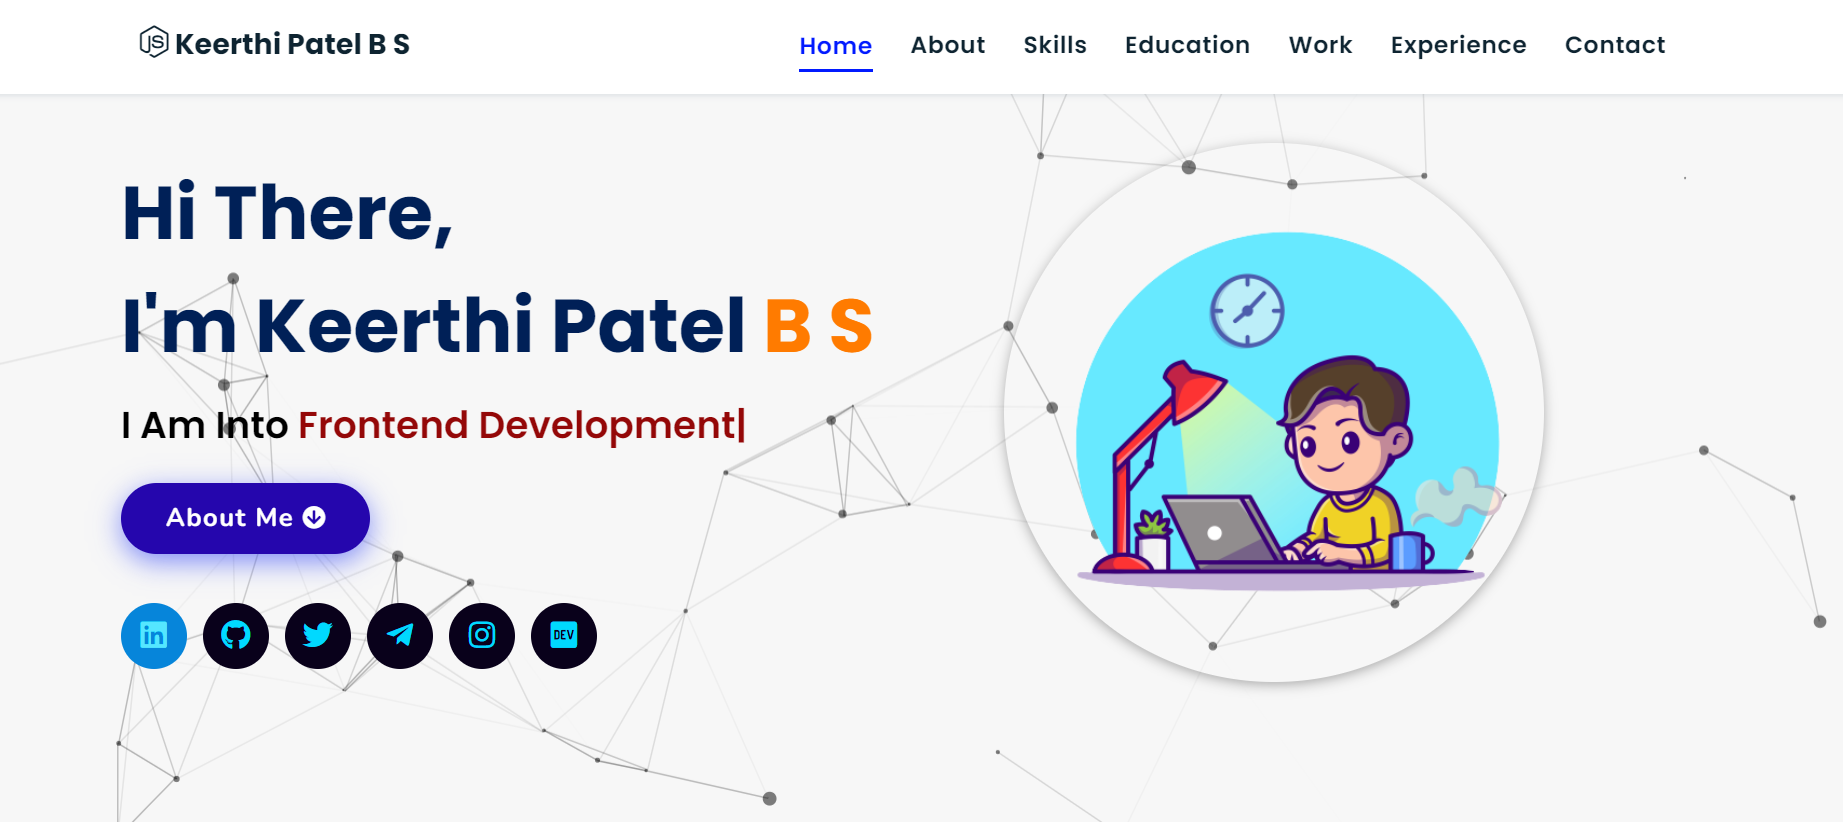 JS Keerthi Patel B S
Home About Skills Education Work Experience Contact
Hi There,
I'm Keerthi Patel B S
I Am Into Frontend Development|
About Me
in
DEV